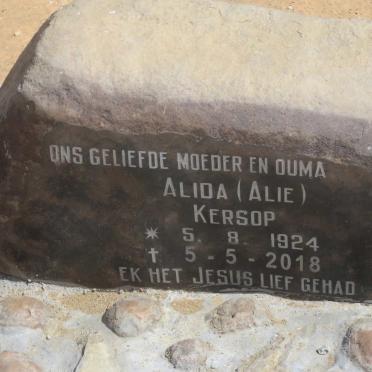 ONS GELIEFDE MOEDER EN OUMA
ALIDA (ALIE)
KERSOP
* 5. 8. 1924
† 5-5-2018
EK HET JESUS LIEF GEHAD